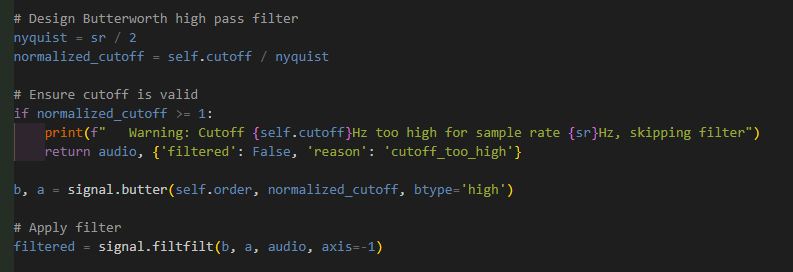 # Design Butterworth high pass filter
nyquist = sr / 2
normalized_cutoff = self.cutoff / nyquist

# Ensure cutoff is valid
if normalized_cutoff >= 1:
    print(f"   Warning: Cutoff {self.cutoff}Hz too high for sample rate {sr}Hz, skipping filter")
    return audio, {'filtered': False, 'reason': 'cutoff_too_high'}

b, a = signal.butter(self.order, normalized_cutoff, btype='high')

# Apply filter
filtered = signal.filtfilt(b, a, audio, axis=-1)